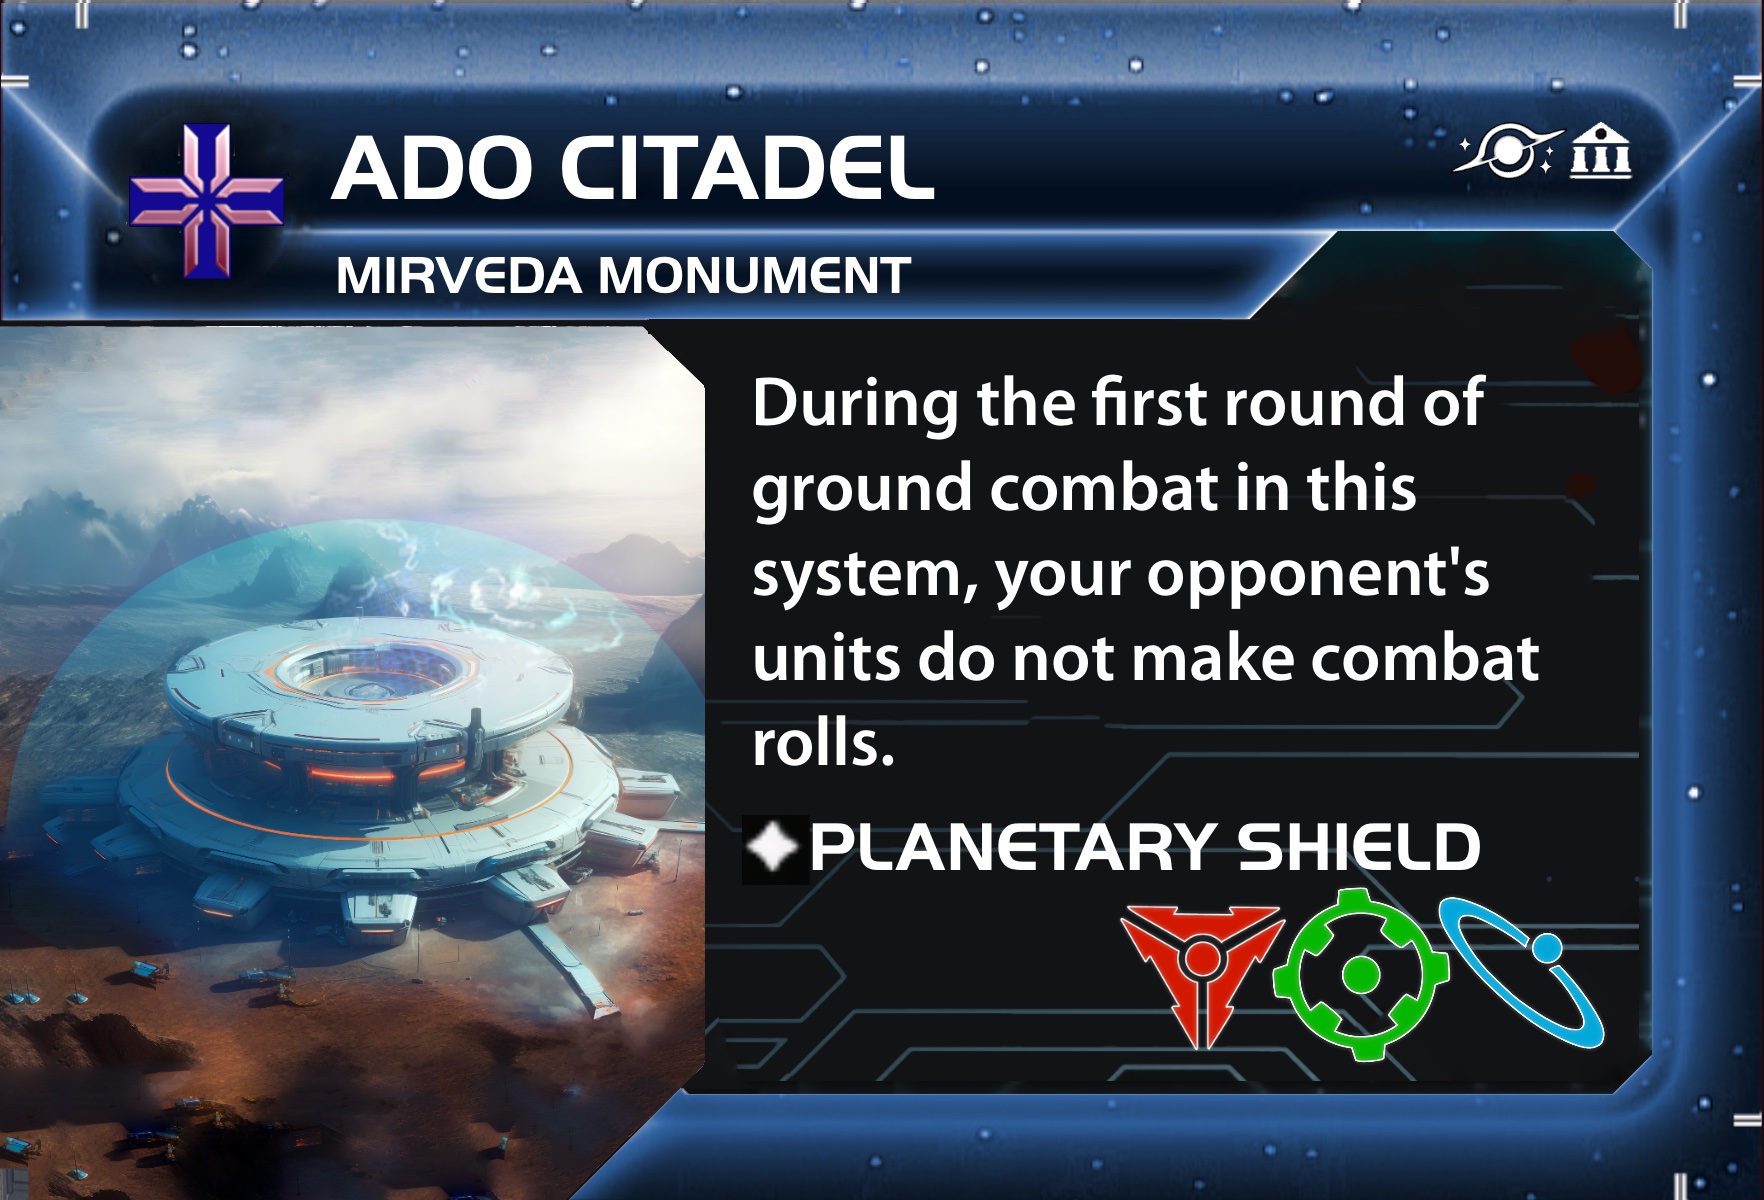 ADO CITADEL
MIRVEDA MONUMENT
During the first round of
ground combat in this
system, your opponent's
units do not make combat
rolls.
PLANETARY SHIELD